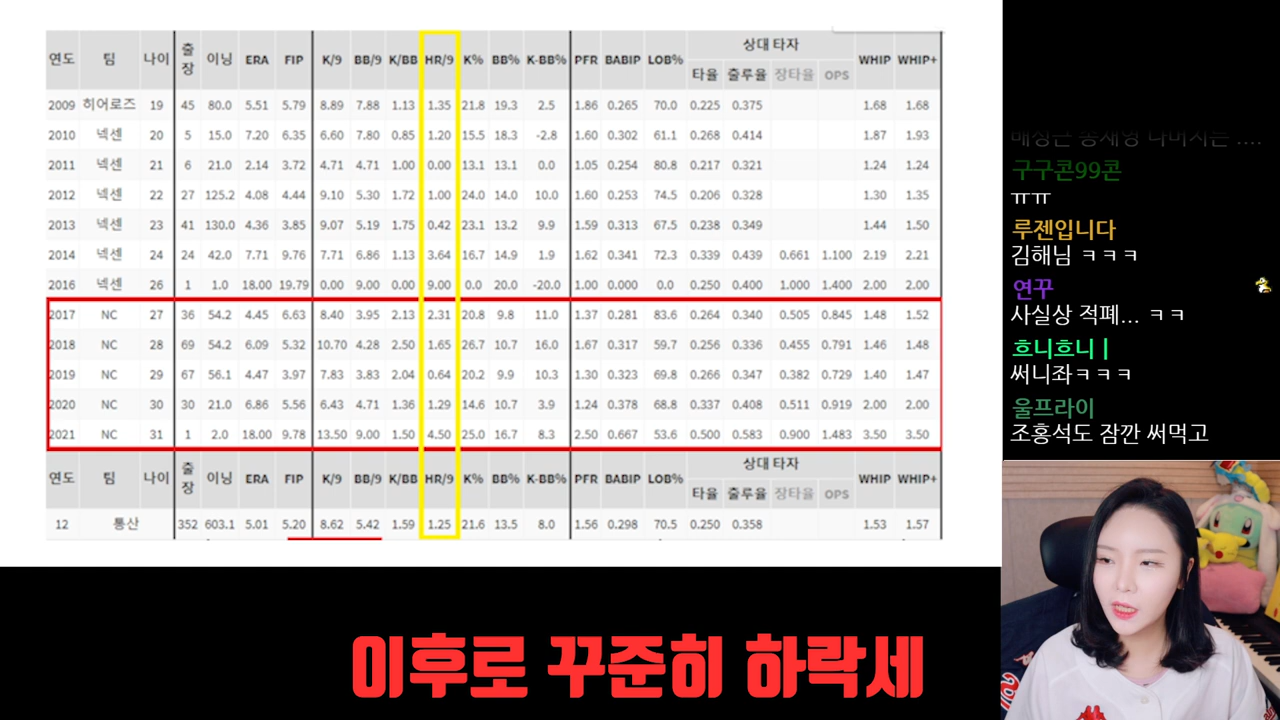 연도 팀 나이 출장 이닝 ERA FIP K/9 BB/9 K/BB HR/9 K% BB% K-BB% PFR BABIP LOB% 상대 타자 WHIP WHIP+
타율 출루율 장타율 OPS
2009 히어로즈 19 45 80.0 5.51 5.79 8.89 7.88 1.13 1.35 21.8 19.3 2.5 1.86 0.265 70.0 0.225 0.375 1.68 1.68
2010 넥센 20 5 15.0 7.20 6.35 6.60 7.80 0.85 1.20 15.5 18.3 -2.8 1.60 0.302 61.1 0.268 0.414 1.87 1.93
2011 넥센 21 6 21.0 2.14 3.72 4.71 4.71 1.00 0.00 13.1 13.1 0.0 1.05 0.254 80.8 0.217 0.321 1.24 1.24
2012 넥센 22 27 125.2 4.08 4.44 9.10 5.30 1.72 1.00 24.0 14.0 10.0 1.60 0.253 74.5 0.206 0.328 1.30 1.35
2013 넥센 23 41 130.0 4.36 3.85 9.07 5.19 1.75 0.42 23.1 13.2 9.9 1.59 0.313 67.5 0.238 0.349 1.44 1.50
2014 넥센 24 24 42.0 7.71 9.76 7.71 6.86 1.13 3.64 16.7 14.9 1.9 1.62 0.341 72.3 0.339 0.439 0.661 1.100 2.19 2.21
2016 넥센 26 1 1.0 18.00 19.79 0.00 9.00 0.00 9.00 0.0 20.0 -20.0 1.00 0.000 0.0 0.250 0.400 1.000 1.400 2.00 2.00
2017 NC 27 36 54.2 4.45 6.63 8.40 3.95 2.13 2.31 20.8 9.8 11.0 1.37 0.281 83.6 0.264 0.340 0.505 0.845 1.48 1.52
2018 NC 28 69 54.2 6.09 5.32 10.70 4.28 2.50 1.65 26.7 10.7 16.0 1.67 0.317 59.7 0.256 0.336 0.455 0.791 1.46 1.48
2019 NC 29 67 56.1 4.47 3.97 7.83 3.83 2.04 0.64 20.2 9.9 10.3 1.30 0.323 69.8 0.266 0.347 0.382 0.729 1.40 1.47
2020 NC 30 30 21.0 6.86 5.56 6.43 4.71 1.36 1.29 14.6 10.7 3.9 1.24 0.378 68.8 0.337 0.408 0.511 0.919 2.00 2.00
2021 NC 31 1 2.0 18.00 9.78 13.50 9.00 1.50 4.50 25.0 16.7 8.3 2.50 0.667 53.6 0.500 0.583 0.900 1.483 3.50 3.50
연도 팀 나이 출장 이닝 ERA FIP K/9 BB/9 K/BB HR/9 K% BB% K-BB% PFR BABIP LOB% 상대 타자 WHIP WHIP+
타율 출루율 장타율 OPS
12 통산 352 603.1 5.01 5.20 8.62 5.42 1.59 1.25 21.6 13.5 8.0 1.56 0.298 70.5 0.250 0.358 1.53 1.57
이후로 꾸준히 하락세
구구콘99콘
ㅠㅠ
루젠입니다
김해님 ㅋㅋㅋ
연꾸
사실상 적폐... ㅋㅋ
흐니흐니|
써니좌ㅋㅋㅋ
울프라이
조홍석도 잠깐 써먹고